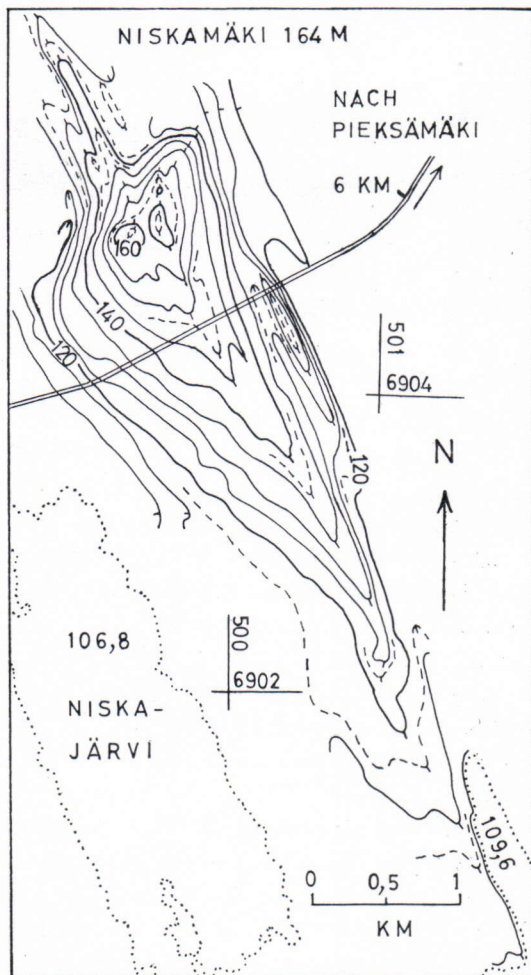 NISKAMÄKI 164 M
NACH
PIEKSÄMÄKI
6 KM
160
140
120
501
6904
120
N
106,8
500
6902
NISKA-
JÄRVI
109,6
0 0,5 1
KM